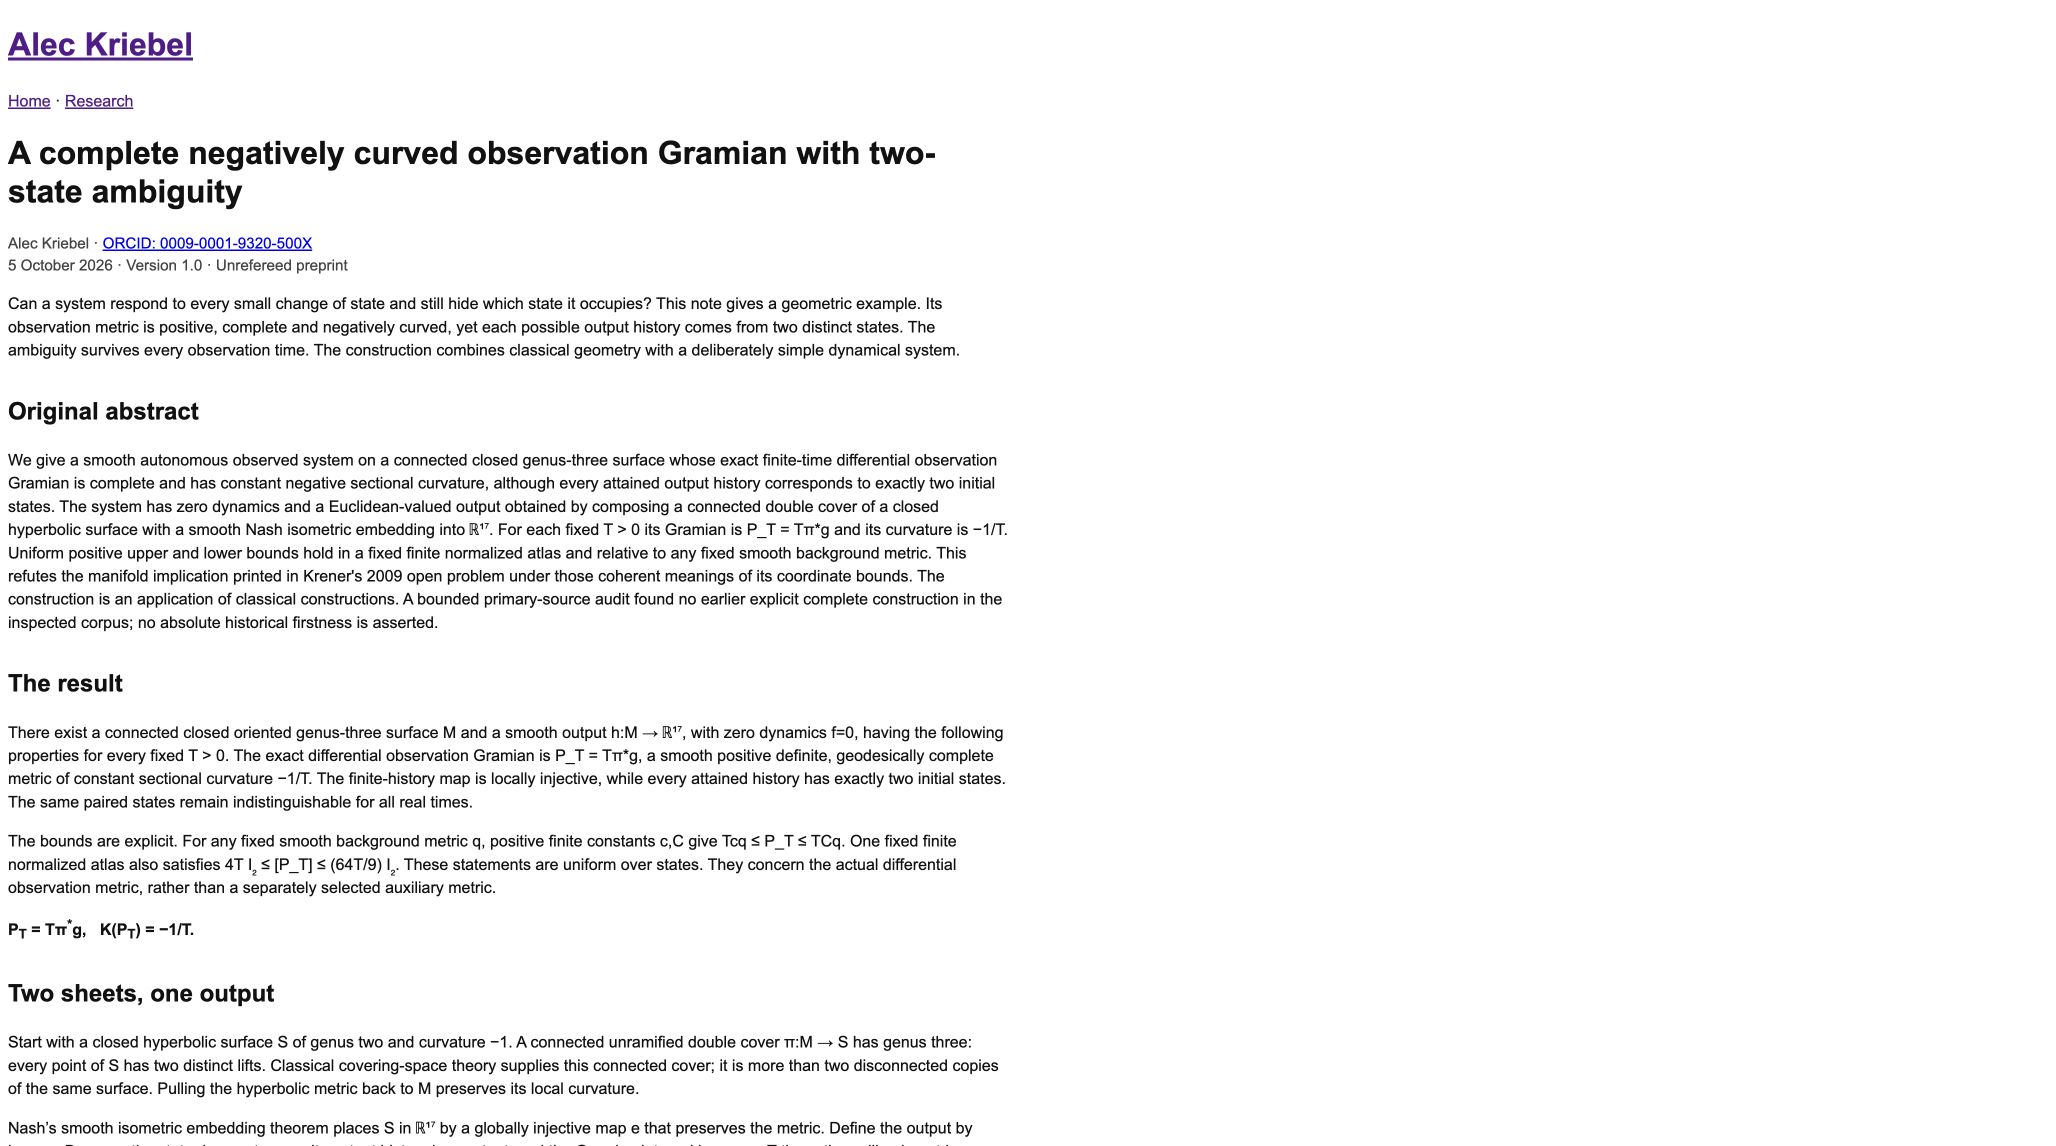 Alec Kriebel
Home · Research
A complete negatively curved observation Gramian with two-
state ambiguity
Alec Kriebel · ORCID: 0009-0001-9320-500X
5 October 2026 · Version 1.0 · Unrefereed preprint
Can a system respond to every small change of state and still hide which state it occupies? This note gives a geometric example. Its
observation metric is positive, complete and negatively curved, yet each possible output history comes from two distinct states. The
ambiguity survives every observation time. The construction combines classical geometry with a deliberately simple dynamical system.
Original abstract
We give a smooth autonomous observed system on a connected closed genus-three surface whose exact finite-time differential observation
Gramian is complete and has constant negative sectional curvature, although every attained output history corresponds to exactly two initial
states. The system has zero dynamics and a Euclidean-valued output obtained by composing a connected double cover of a closed
hyperbolic surface with a smooth Nash isometric embedding into ℝ¹⁷. For each fixed T > 0 its Gramian is P_T = Tπ*g and its curvature is −1/T.
Uniform positive upper and lower bounds hold in a fixed finite normalized atlas and relative to any fixed smooth background metric. This
refutes the manifold implication printed in Krener's 2009 open problem under those coherent meanings of its coordinate bounds. The
construction is an application of classical constructions. A bounded primary-source audit found no earlier explicit complete construction in the
inspected corpus; no absolute historical firstness is asserted.
The result
There exist a connected closed oriented genus-three surface M and a smooth output h:M → ℝ¹⁷, with zero dynamics f=0, having the following
properties for every fixed T > 0. The exact differential observation Gramian is P_T = Tπ*g, a smooth positive definite, geodesically complete
metric of constant sectional curvature −1/T. The finite-history map is locally injective, while every attained history has exactly two initial states.
The same paired states remain indistinguishable for all real times.
The bounds are explicit. For any fixed smooth background metric q, positive finite constants c,C give Tcq ≤ P_T ≤ TCq. One fixed finite
normalized atlas also satisfies 4T I₂ ≤ [P_T] ≤ (64T/9) I₂. These statements are uniform over states. They concern the actual differential
observation metric, rather than a separately selected auxiliary metric.
P_T = Tπ*g, K(P_T) = −1/T.
Two sheets, one output
Start with a closed hyperbolic surface S of genus two and curvature −1. A connected unramified double cover π:M → S has genus three:
every point of S has two distinct lifts. Classical covering-space theory supplies this connected cover; it is more than two disconnected copies
of the same surface. Pulling the hyperbolic metric back to M preserves its local curvature.
Nash's smooth isometric embedding theorem places S in ℝ¹⁷ by a globally injective map e that preserves the metric. Define the output by